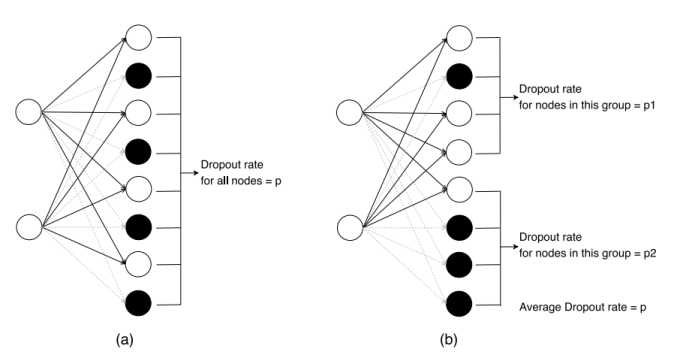 Dropout rate
for all nodes = p
(a)
Dropout rate
for nodes in this group = p1
Dropout rate
for nodes in this group = p2
Average Dropout rate = p
(b)